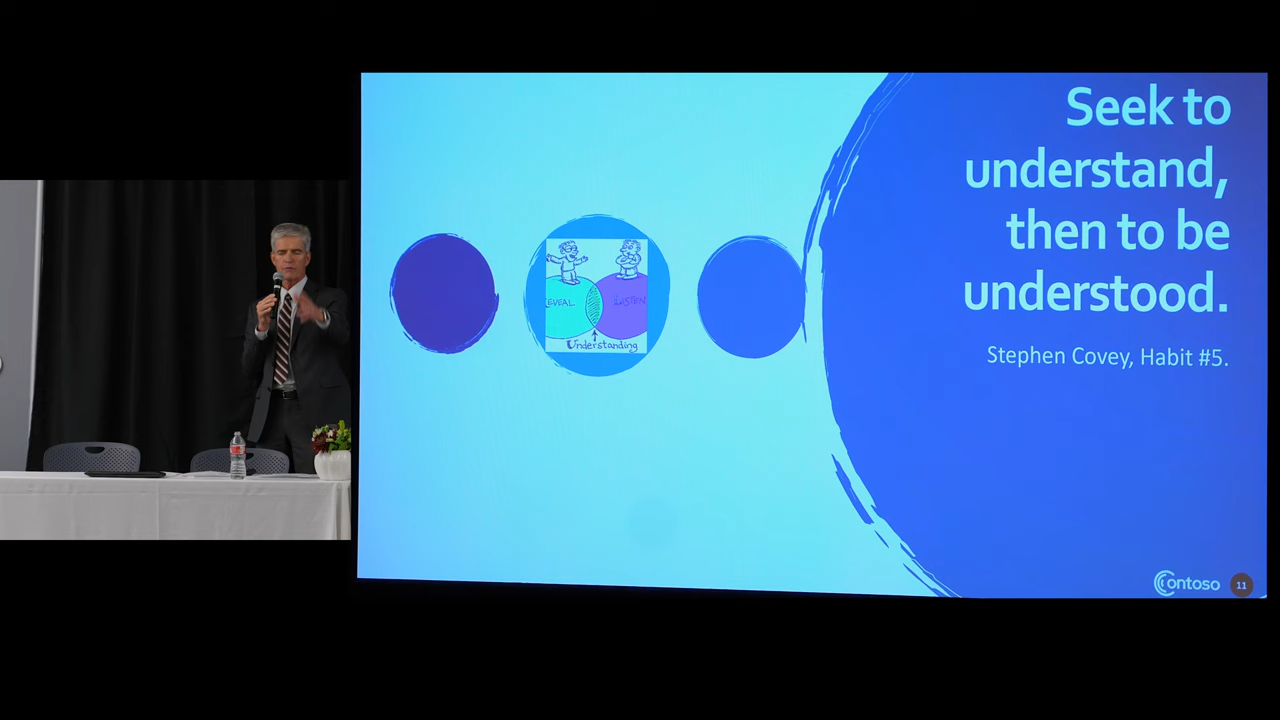 Seek to
understand,
then to be
understood.
Stephen Covey, Habit #5.
EVEAL
LISTEN
Understanding
Contoso
11